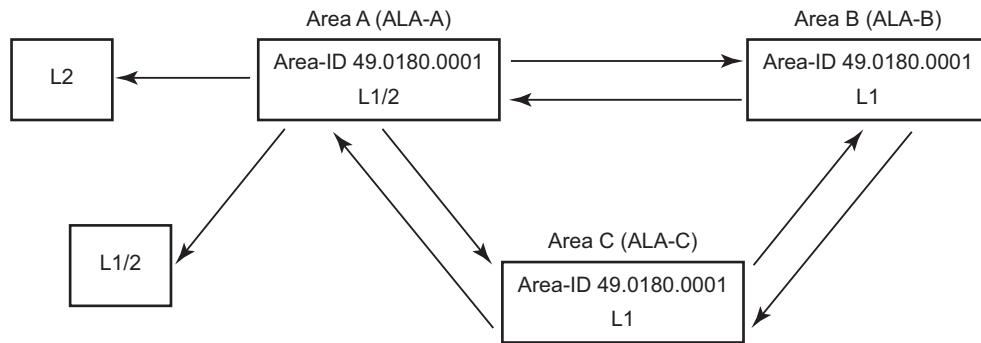 Area A (ALA-A)
Area B (ALA-B)
L2
Area-ID 49.0180.0001
L1/2
Area-ID 49.0180.0001
L1
L1/2
Area C (ALA-C)
Area-ID 49.0180.0001
L1